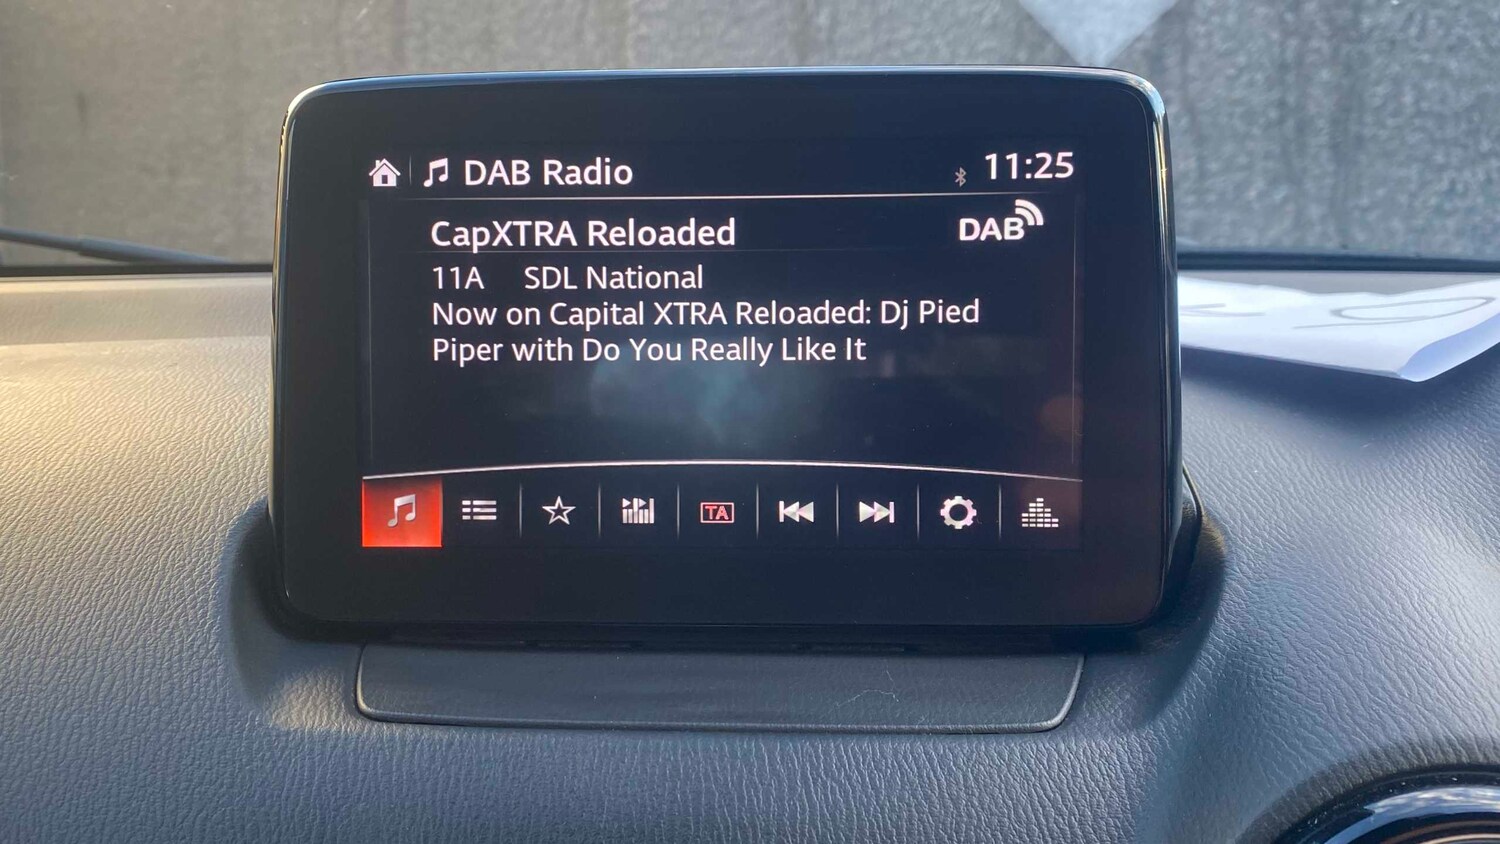 DAB Radio
11:25
CapXTRA Reloaded
DAB
11A SDL National
Now on Capital XTRA Reloaded: Dj Pied
Piper with Do You Really Like It
TA